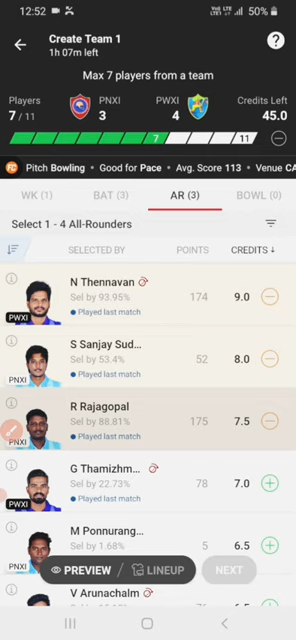 12:52
Vo) LTE
LTE1
50%
Create Team 1
1h 07m left
?
Max 7 players from a team
Players
7 / 11
PNXI
3
PWXI
4
Credits Left
45.0
7
11
FC Pitch Bowling • Good for Pace • Avg. Score 113 • Venue CA
WK (1)
BAT (3)
AR (3)
BOWL (0)
Select 1 - 4 All-Rounders
SELECTED BY
POINTS
CREDITS ↓
N Thennavan
Sel by 93.95%
Played last match
174
9.0
PWXI
S Sanjay Sud...
Sel by 53.4%
Played last match
52
8.0
PNXI
R Rajagopal
Sel by 88.81%
Played last match
175
7.5
PNXI
G Thamizhm...
Sel by 22.73%
Played last match
78
7.0
PWXI
M Ponnurang...
Sel by 1.68%
5
6.5
PNXI
PREVIEW / LINEUP
NEXT
V Arunachalm